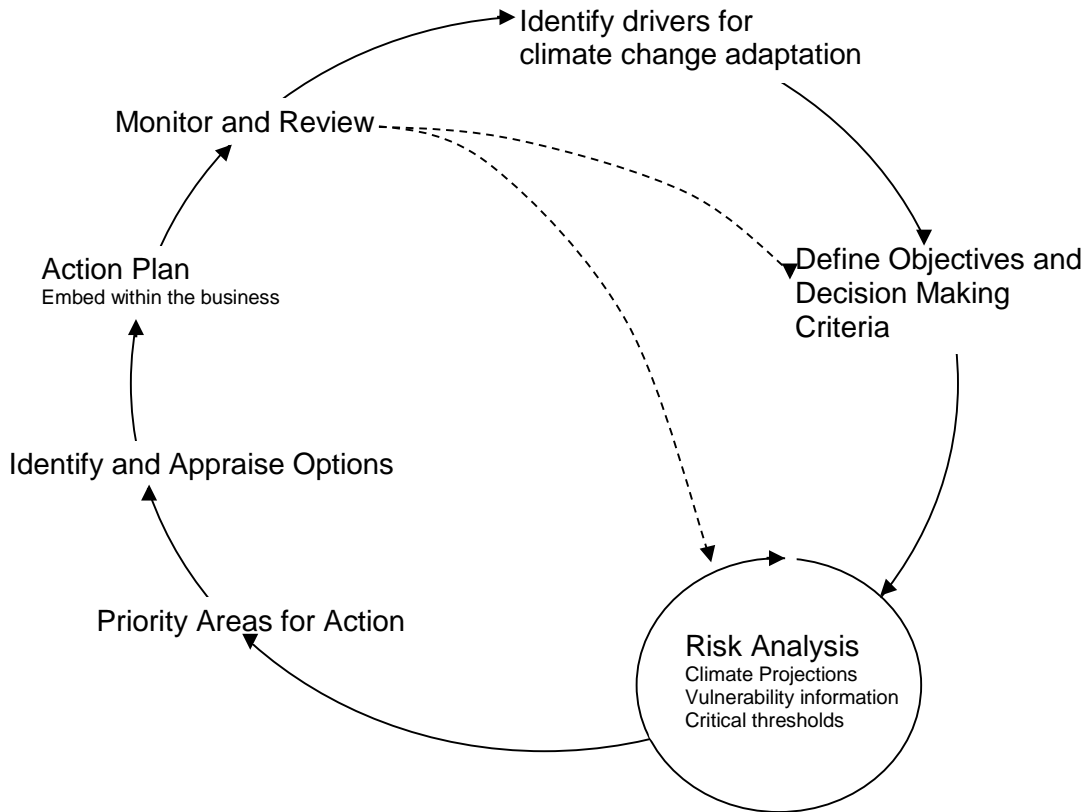 Identify drivers for
climate change adaptation
Monitor and Review
Define Objectives and
Decision Making
Criteria
Action Plan
Embed within the business
Identify and Appraise Options
Priority Areas for Action
Risk Analysis
Climate Projections
Vulnerability information
Critical thresholds